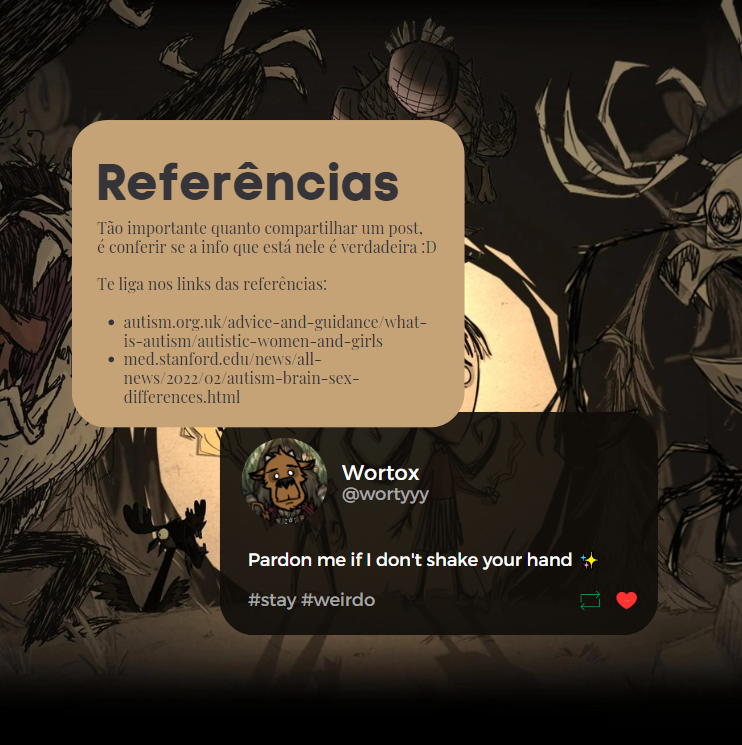 Referências
Tão importante quanto compartilhar um post,
é conferir se a info que está nele é verdadeira :D
Te liga nos links das referências:
• autism.org.uk/advice-and-guidance/what-
is-autism/autistic-women-and-girls
• med.stanford.edu/news/all-
news/2022/02/autism-brain-sex-
differences.html
Wortox
@wortyyy
Pardon me if I don't shake your hand ✨
#stay #weirdo